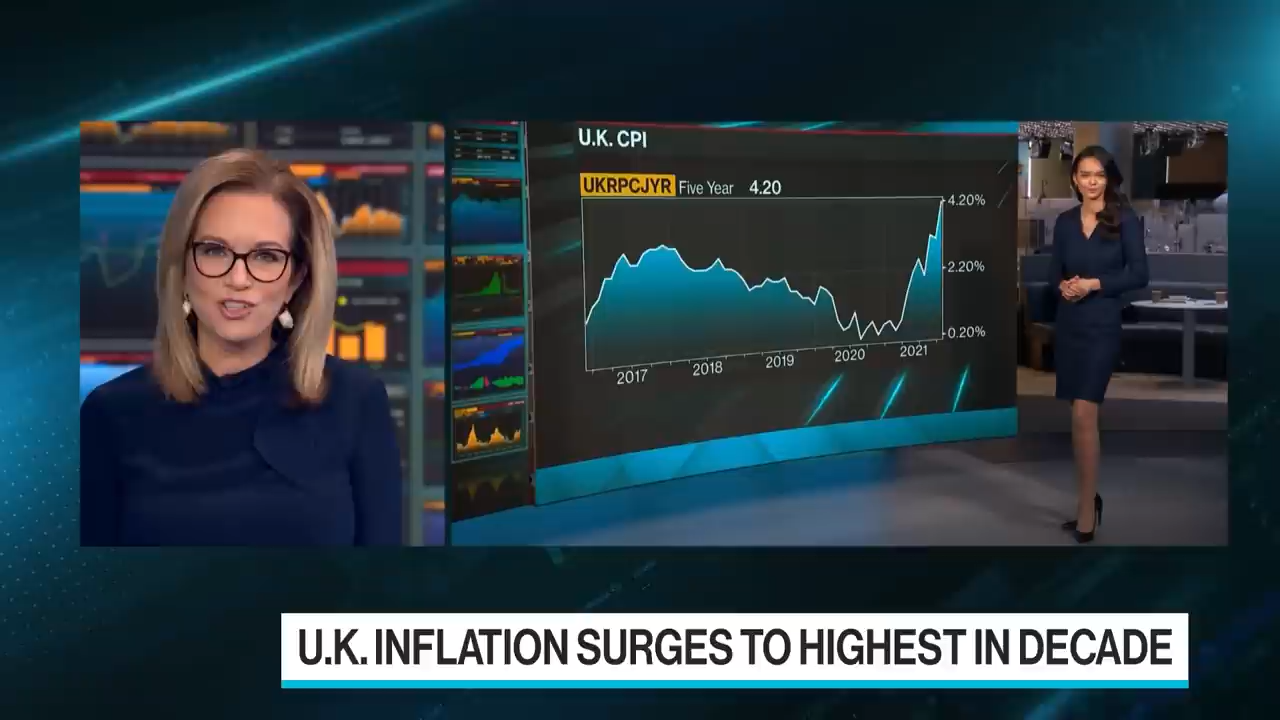 U.K. CPI
UKRPCJYR Five Year 4.20
4.20%
2.20%
0.20%
2017 2018 2019 2020 2021
U.K. INFLATION SURGES TO HIGHEST IN DECADE